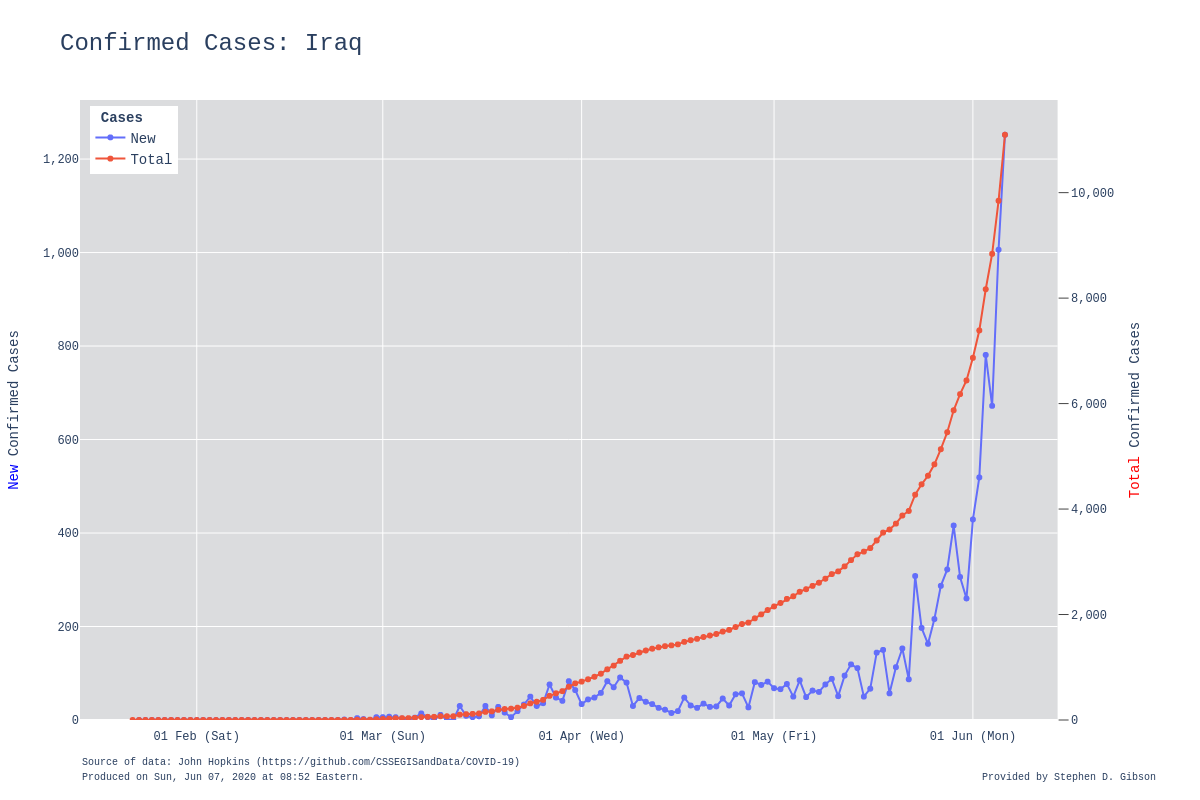 Confirmed Cases: Iraq
Cases
New
Total
1,200
1,000
800
600
400
200
0
New Confirmed Cases
10,000
8,000
6,000
4,000
2,000
0
Total Confirmed Cases
01 Feb (Sat)
01 Mar (Sun)
01 Apr (Wed)
01 May (Fri)
01 Jun (Mon)
Source of data: John Hopkins (https://github.com/CSSEGISandData/COVID-19)
Produced on Sun, Jun 07, 2020 at 08:52 Eastern.
Provided by Stephen D. Gibson